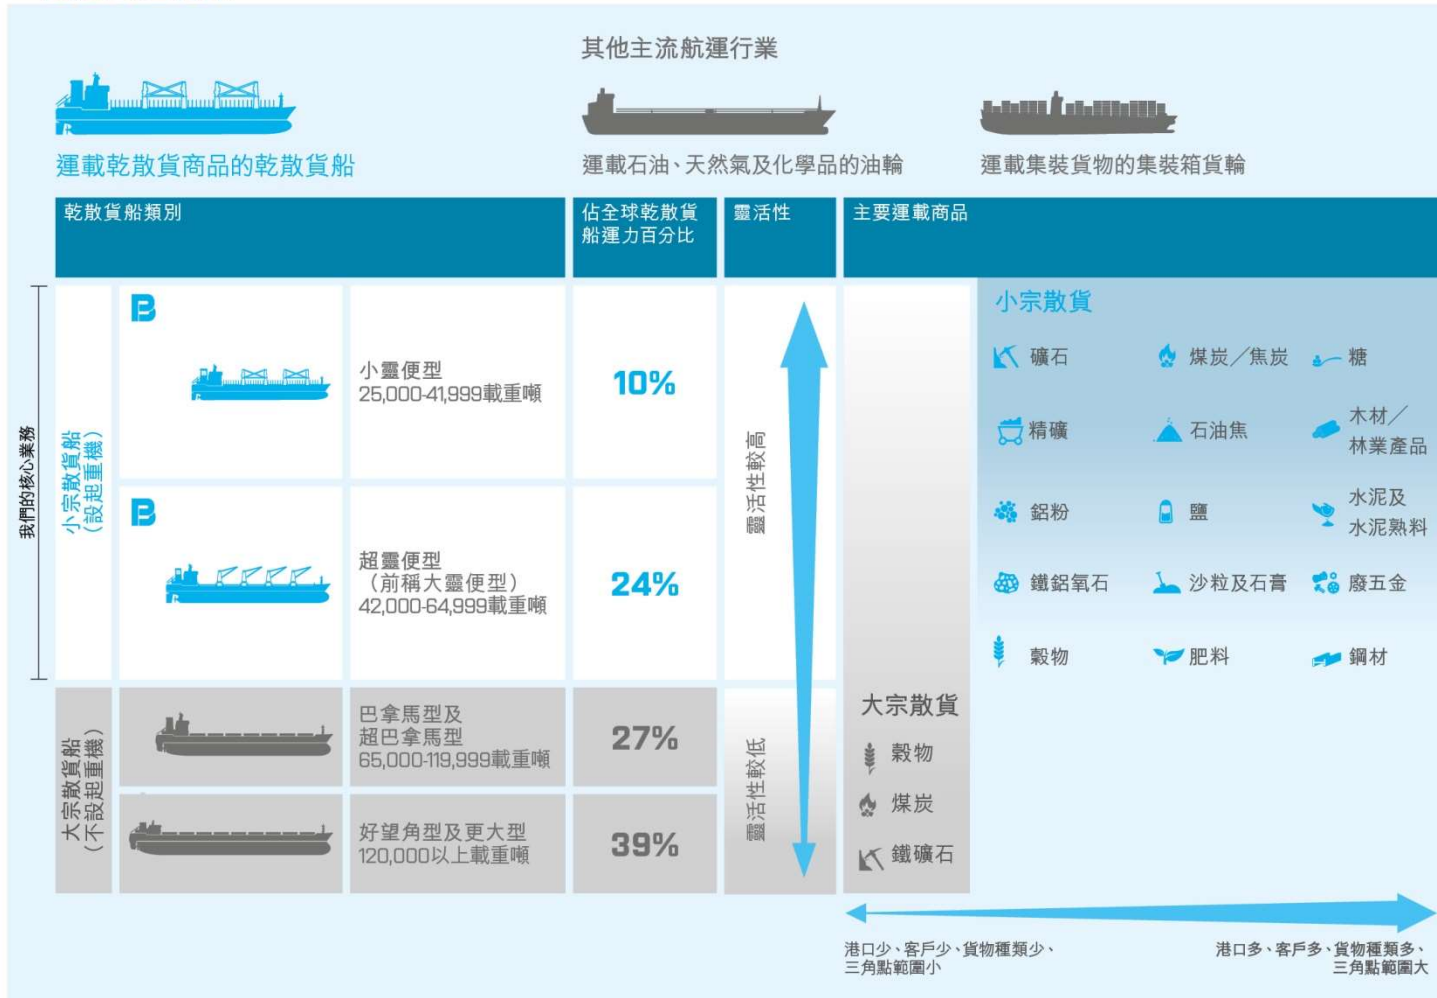 其他主流航運行業
運載乾散貨商品的乾散貨船
運載石油、天然氣及化學品的油輪
運載集裝貨物的集裝箱貨輪
乾散貨船類別
佔全球乾散貨
船運力百分比
靈活性
主要運載商品
我們的核心業務
小宗散貨船
（設起重機）
B
小靈便型
25,000-41,999載重噸
10%
B
超靈便型
（前稱大靈便型）
42,000-64,999載重噸
24%
靈活性較高
大宗散貨船
（不設起重機）
巴拿馬型及
超巴拿馬型
65,000-119,999載重噸
27%
好望角型及更大型
120,000以上載重噸
39%
靈活性較低
小宗散貨
礦石
煤炭／焦炭
糖
精礦
石油焦
木材／
林業產品
鋁粉
鹽
水泥及
水泥熟料
鐵鋁氧石
沙粒及石膏
廢五金
穀物
肥料
鋼材
大宗散貨
穀物
煤炭
鐵礦石
港口少、客戶少、貨物種類少、
三角點範圍小
港口多、客戶多、貨物種類多、
三角點範圍大